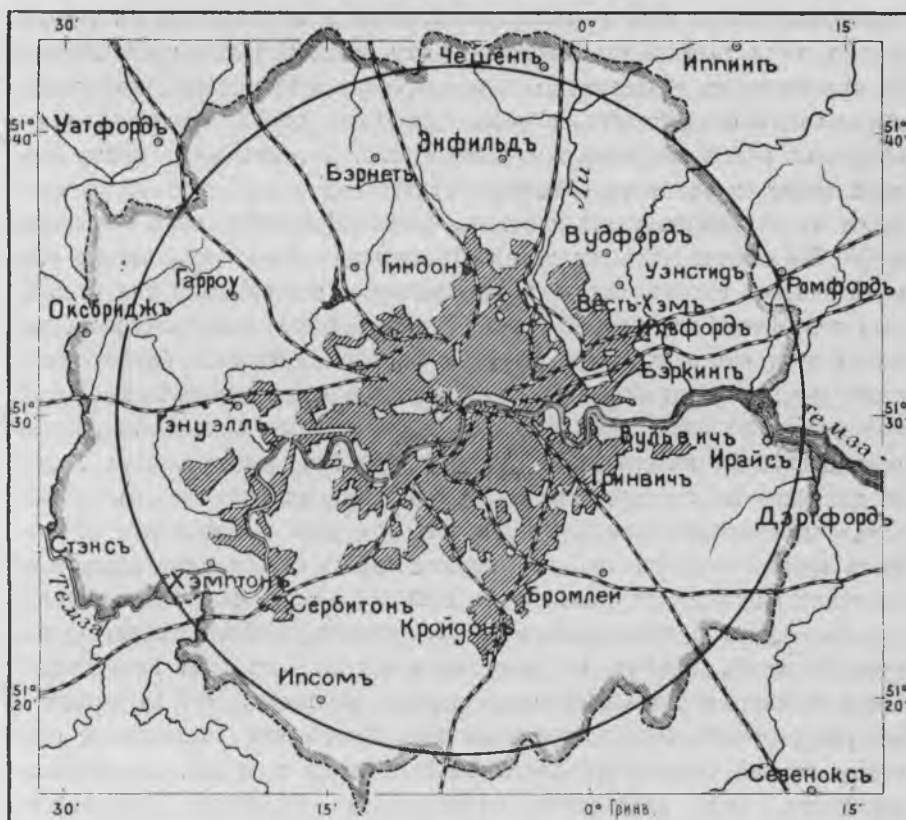 30' 0° 15'
Чешенъ
Иппингъ
51° 40' 51° 40'
Уатфордъ
Энфильдъ
Бэрнетъ
Ли
Вудфордъ
Гиндонъ
Уэнстидъ
Гарроу
Ромфордъ
Оксбриджъ
Вестъ-Хэмъ
Ильфордъ
Бэркингъ
51° 30' 51° 30'
Темза
Гэнуэлль
Вульвичъ
Ирайсъ
Гринвичъ
Дэртфордъ
Стэнсъ
Хэмптонъ
Темза
Сербитонъ
Бромлей
Кройдонъ
Ипсомъ
51° 20' 51° 20'
Севеноксъ
30' 15' 0° Гринв. 15'